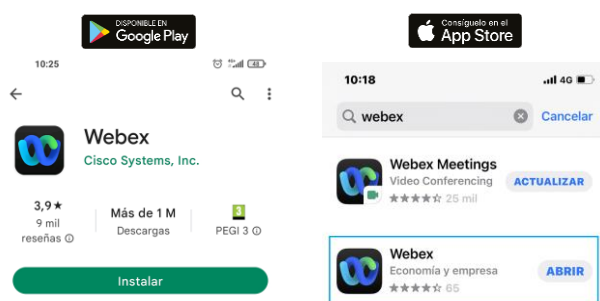 DISPONIBLE EN
Google Play
10:25
48
Webex
Cisco Systems, Inc.
3,9★
9 mil
reseñas
Más de 1 M
Descargas
3
PEGI 3
Instalar
Consíguelo en el
App Store
10:18
4G
webex
Cancelar
Webex Meetings
Video Conferencing
25 mil
ACTUALIZAR
Webex
Economía y empresa
65
ABRIR